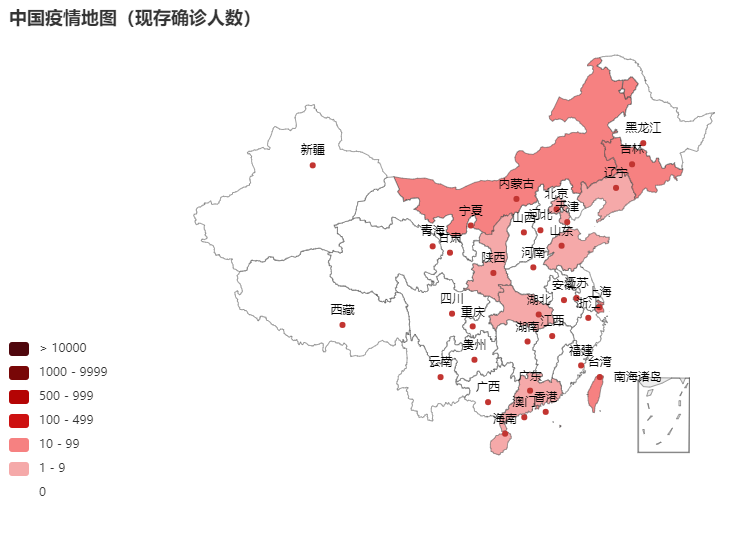 中国疫情地图（现存确诊人数）
黑龙江
吉林
新疆
辽宁
内蒙古
北京
天津
宁夏
山西
河北
青海
甘肃
山东
陕西
河南
安徽
江苏
上海
四川
湖北
浙江
西藏
重庆
湖南
江西
贵州
福建
云南
台湾
广东
南海诸岛
广西
澳门
香港
海南
> 10000
1000 - 9999
500 - 999
100 - 499
10 - 99
1 - 9
0